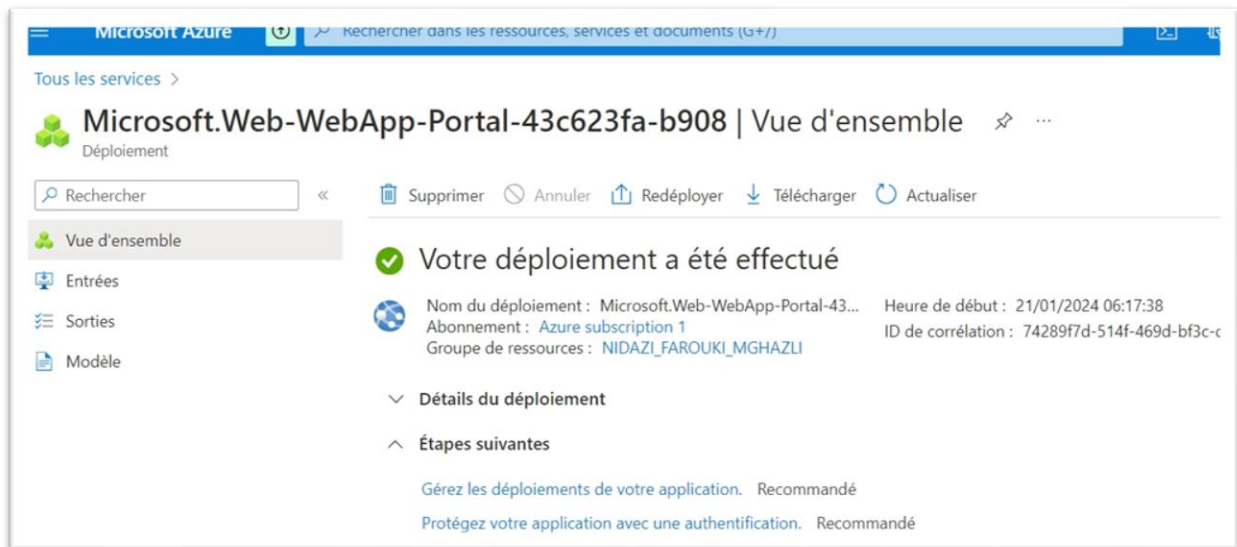 Microsoft Azure
Rechercher dans les ressources, services et documents (G+/)
Tous les services >
Microsoft.Web-WebApp-Portal-43c623fa-b908 | Vue d'ensemble ...
Déploiement
Rechercher «
Supprimer Annuler Redéployer Télécharger Actualiser
Vue d'ensemble
Entrées
Sorties
Modèle
Votre déploiement a été effectué
Nom du déploiement : Microsoft.Web-WebApp-Portal-43... Heure de début : 21/01/2024 06:17:38
Abonnement : Azure subscription 1 ID de corrélation : 74289f7d-514f-469d-bf3c-c
Groupe de ressources : NIDAZI_FAROUKI_MGHAZLI
Détails du déploiement
Étapes suivantes
Gérez les déploiements de votre application. Recommandé
Protégez votre application avec une authentification. Recommandé